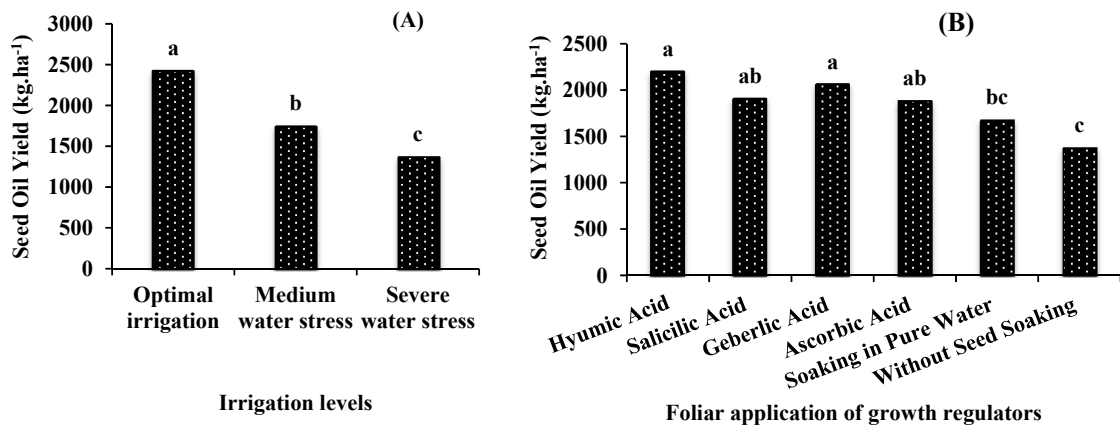 (A)
Seed Oil Yield (kg.ha⁻¹)
3000
2500
2000
1500
1000
500
0
a
b
c
Optimal irrigation
Medium water stress
Severe water stress
Irrigation levels
(B)
Seed Oil Yield (kg.ha⁻¹)
2500
2000
1500
1000
500
0
a
ab
a
ab
bc
c
Hyumic Acid
Salicilic Acid
Geberlic Acid
Ascorbic Acid
Soaking in Pure Water
Without Seed Soaking
Foliar application of growth regulators